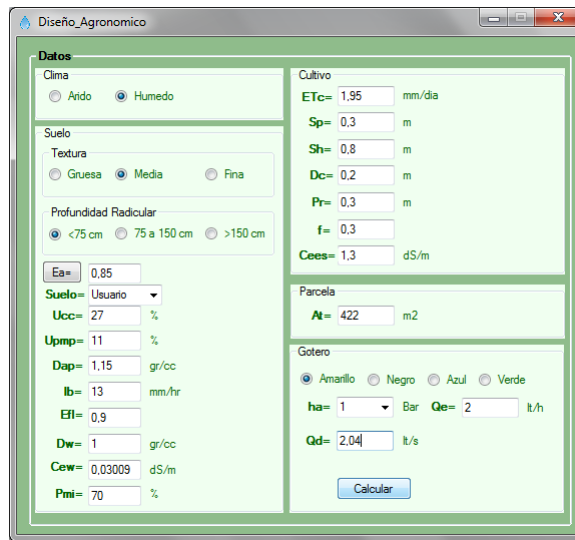 Diseño_Agronomico
Datos
Clima
Arido Humedo
Suelo
Textura
Gruesa Media Fina
Profundidad Radicular
<75 cm 75 a 150 cm >150 cm
Ea= 0,85
Suelo= Usuario
Ucc= 27 %
Upmp= 11 %
Dap= 1,15 gr/cc
Ib= 13 mm/hr
Efl= 0,9
Dw= 1 gr/cc
Cew= 0,03009 dS/m
Pmi= 70 %
Cultivo
ETc= 1,95 mm/dia
Sp= 0,3 m
Sh= 0,8 m
Dc= 0,2 m
Pr= 0,3 m
f= 0,3
Cees= 1,3 dS/m
Parcela
At= 422 m2
Gotero
Amarillo Negro Azul Verde
ha= 1 Bar Qe= 2 lt/h
Qd= 2,04 lt/s
Calcular